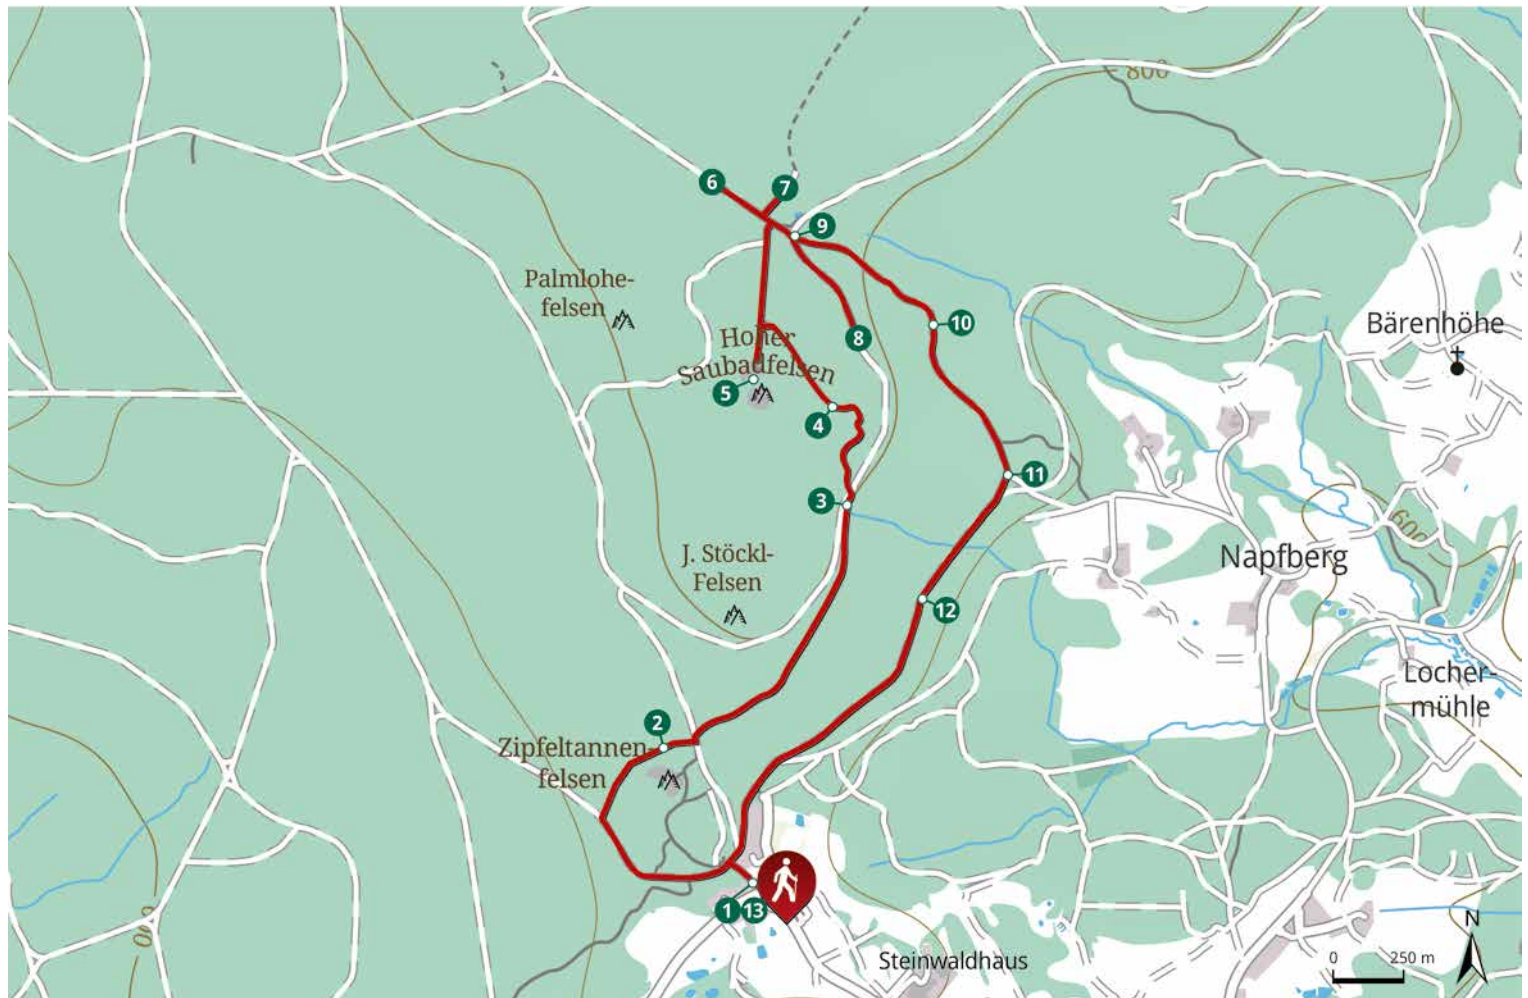 800
6
7
9
Palmlohe-
felsen
10
Bärenhöhe
Hoher
Saubadfelsen
8
5
4
11
3
600
J. Stöckl-
Felsen
Napfberg
12
Locher-
mühle
2
Zipfeltannen-
felsen
1
13
N
Steinwaldhaus
0 250 m